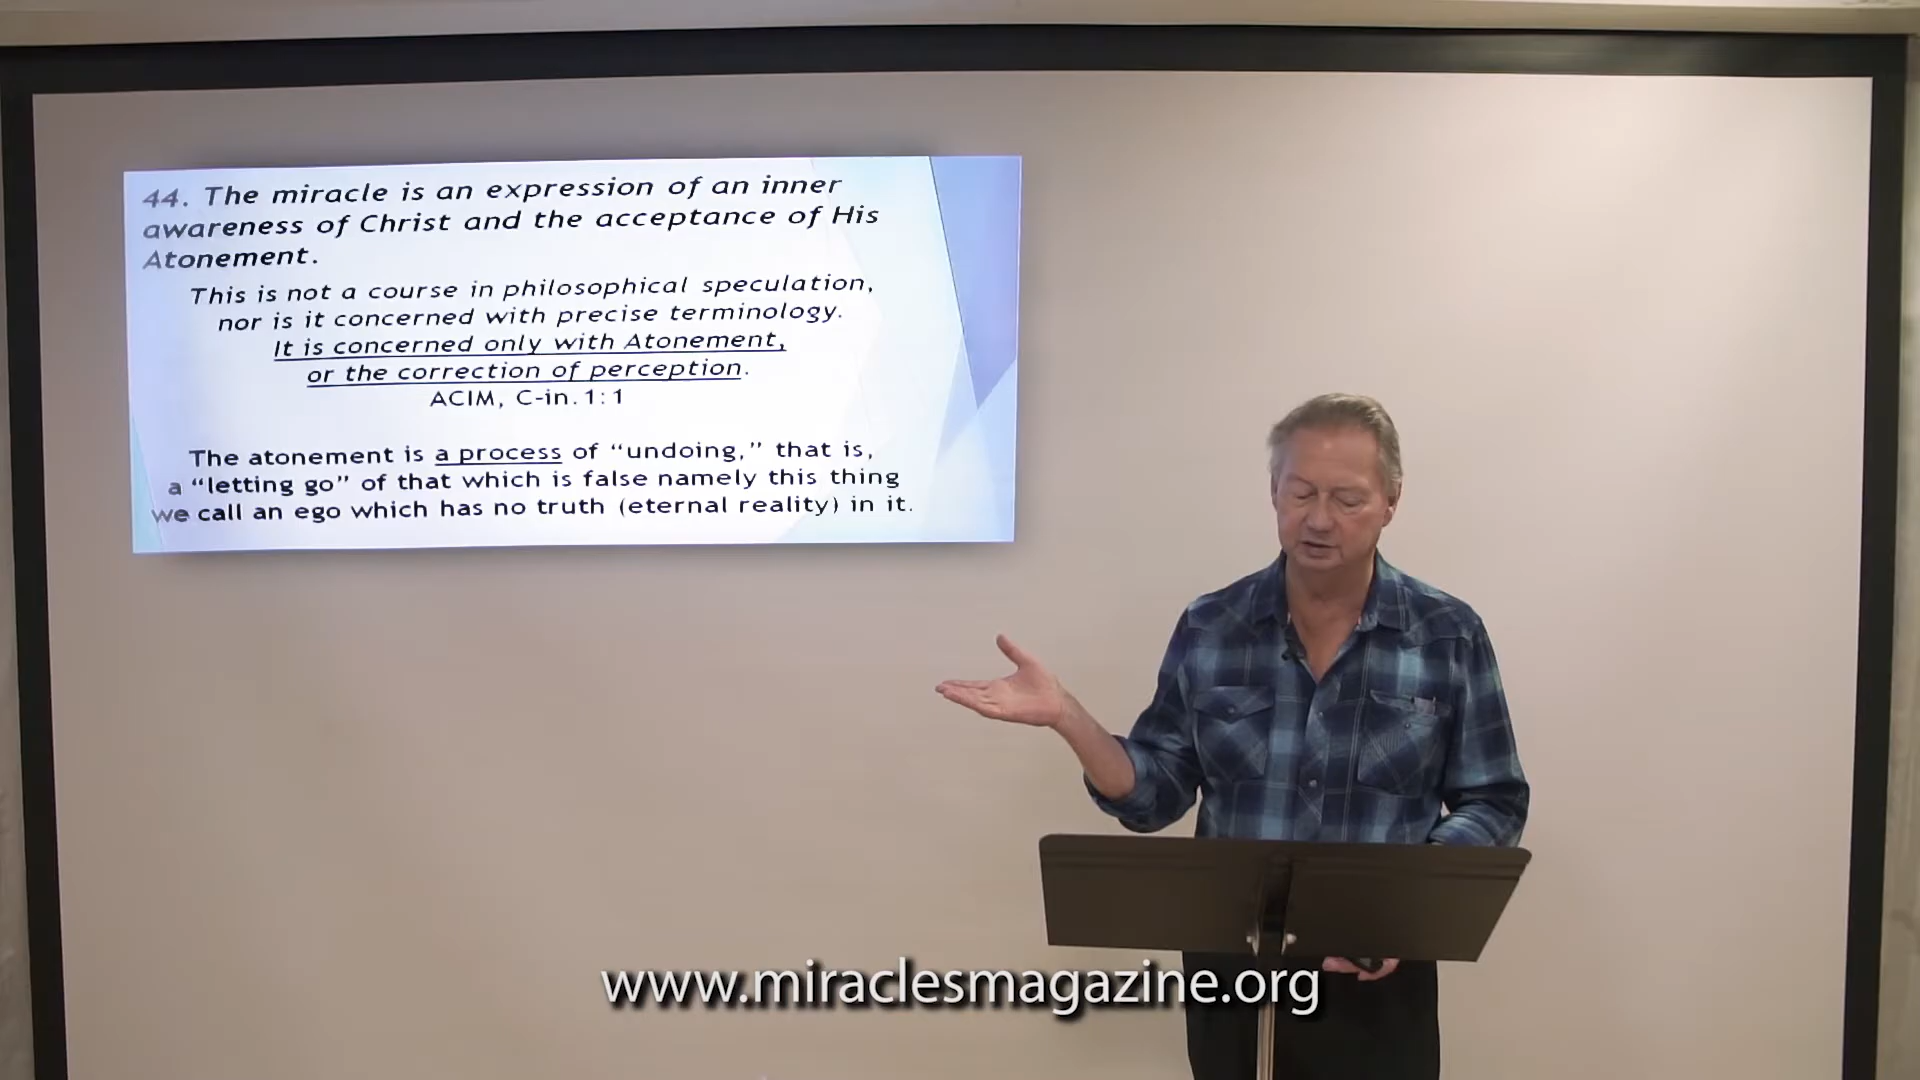 44. The miracle is an expression of an inner
awareness of Christ and the acceptance of His
Atonement.
This is not a course in philosophical speculation,
nor is it concerned with precise terminology.
It is concerned only with Atonement,
or the correction of perception.
ACIM, C-in.1:1
The atonement is a process of “undoing,” that is,
a “letting go” of that which is false namely this thing
we call an ego which has no truth (eternal reality) in it.
www.miraclesmagazine.org